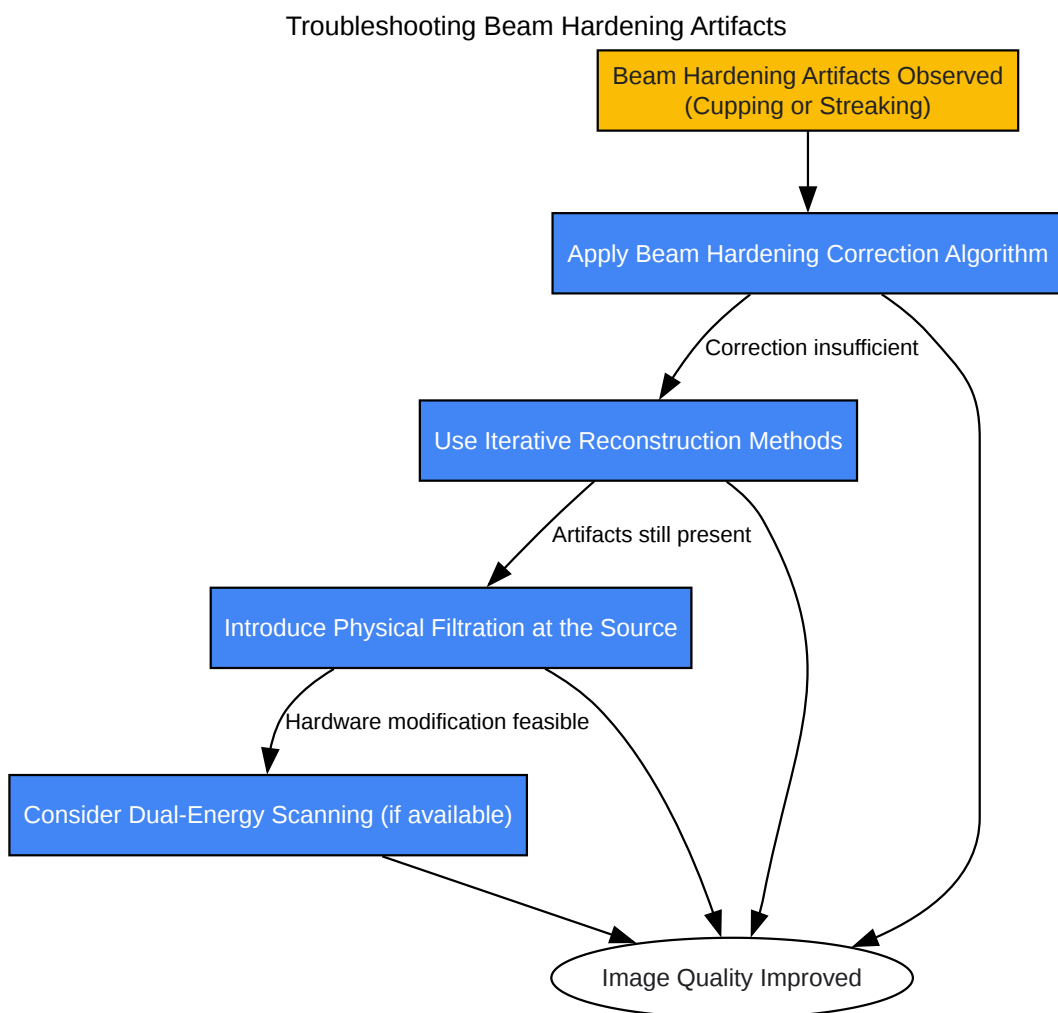 Troubleshooting Beam Hardening Artifacts
Beam Hardening Artifacts Observed
(Cupping or Streaking)
Apply Beam Hardening Correction Algorithm
Correction insufficient
Use Iterative Reconstruction Methods
Artifacts still present
Introduce Physical Filtration at the Source
Hardware modification feasible
Consider Dual-Energy Scanning (if available)
Image Quality Improved